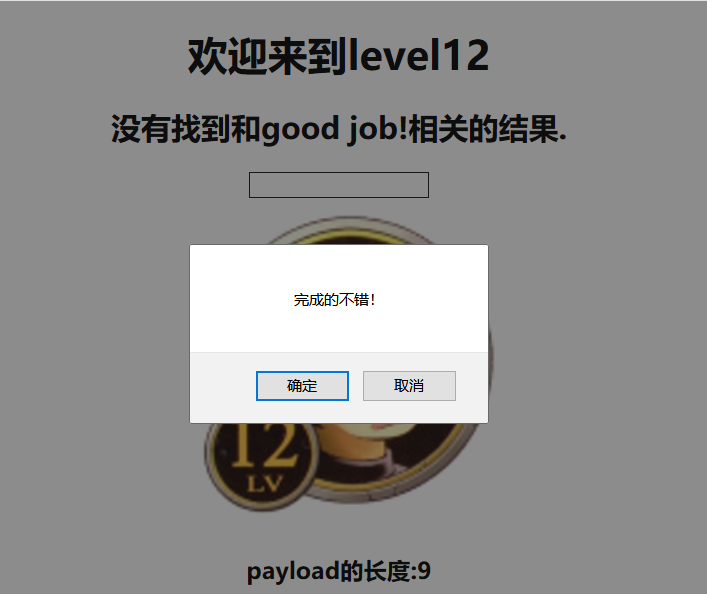 欢迎来到level12
没有找到和good job!相关的结果.
完成的不错！
确定
取消
12
LV
payload的长度:9